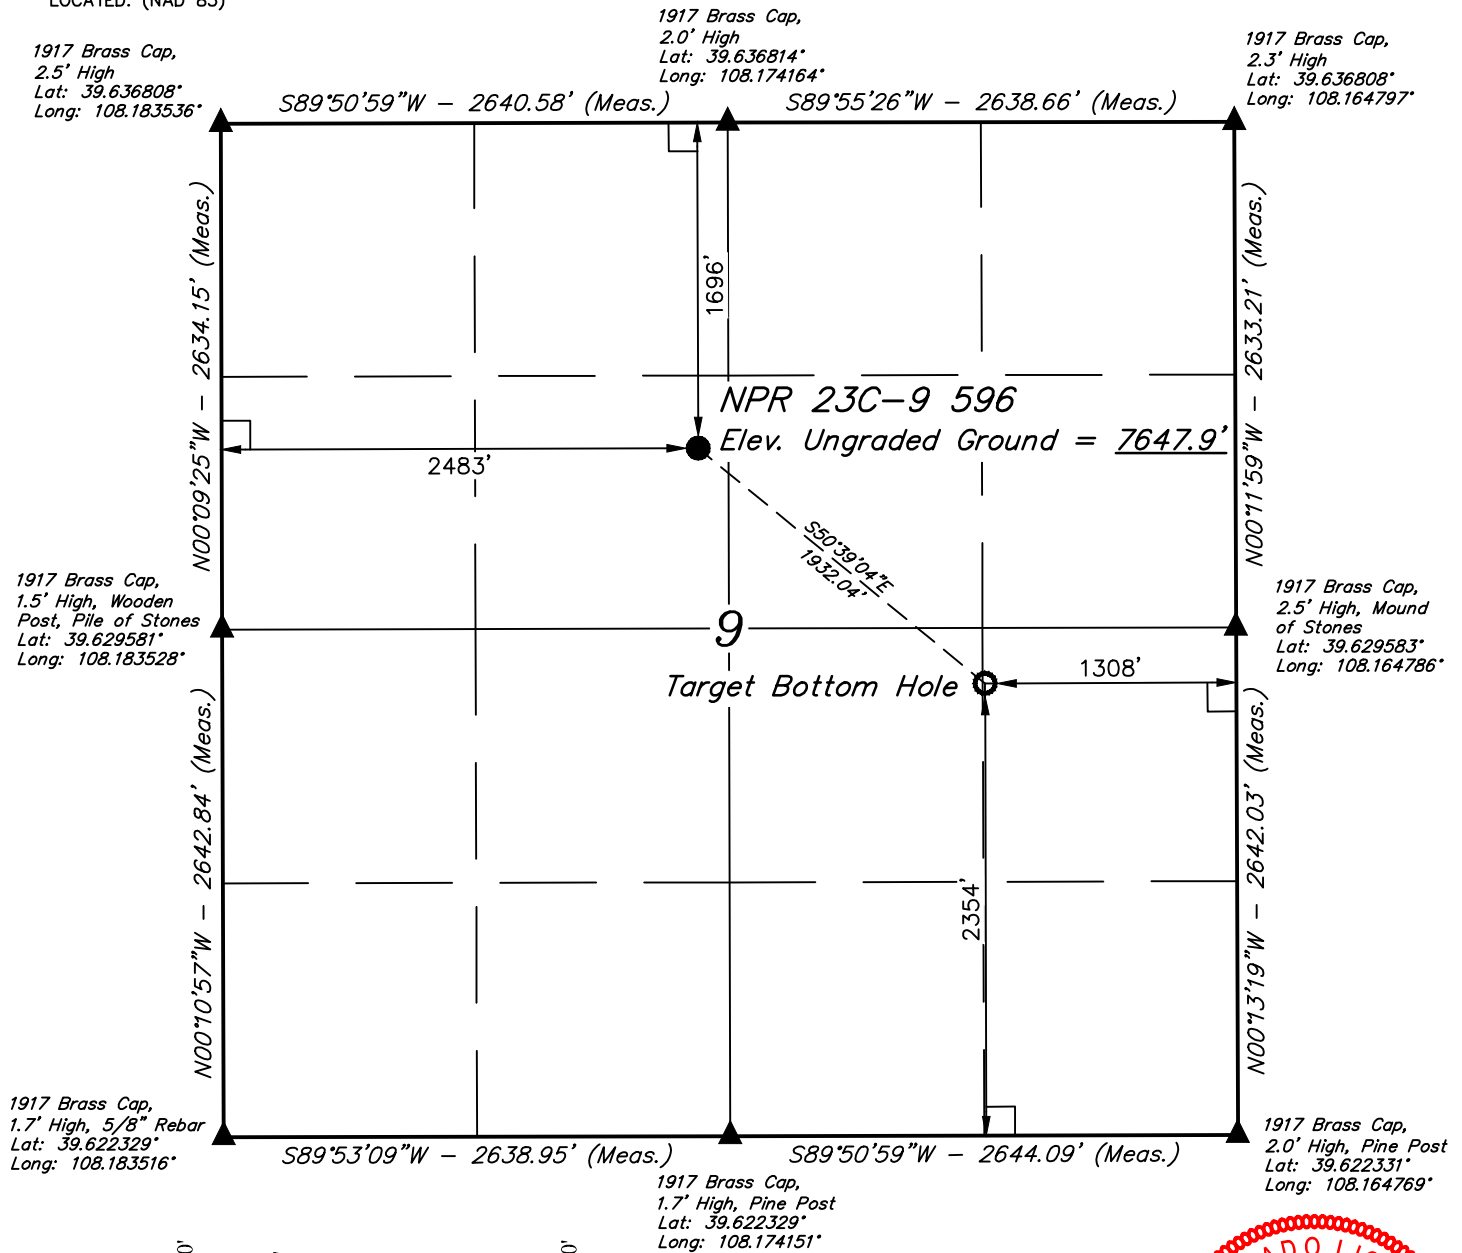 LOCATED: (NAD 83)
1917 Brass Cap,
2.0' High
Lat: 39.636814°
Long: 108.174164°
1917 Brass Cap,
2.5' High
Lat: 39.636808°
Long: 108.183536°
1917 Brass Cap,
2.3' High
Lat: 39.636808°
Long: 108.164797°
S89°50'59"W - 2640.58' (Meas.)
S89°55'26"W - 2638.66' (Meas.)
N00°09'25"W - 2634.15' (Meas.)
1696'
N00°11'59"W - 2633.21' (Meas.)
NPR 23C-9 596
Elev. Ungraded Ground = 7647.9'
2483'
S50°39'04"E
1932.04'
1917 Brass Cap,
1.5' High, Wooden
Post, Pile of Stones
Lat: 39.629581°
Long: 108.183528°
1917 Brass Cap,
2.5' High, Mound
of Stones
Lat: 39.629583°
Long: 108.164786°
9
Target Bottom Hole
1308'
N00°10'57"W - 2642.84' (Meas.)
2354'
N00°13'19"W - 2642.03' (Meas.)
1917 Brass Cap,
1.7' High, 5/8" Rebar
Lat: 39.622329°
Long: 108.183516°
S89°53'09"W - 2638.95' (Meas.)
S89°50'59"W - 2644.09' (Meas.)
1917 Brass Cap,
2.0' High, Pine Post
Lat: 39.622331°
Long: 108.164769°
1917 Brass Cap,
1.7' High, Pine Post
Lat: 39.622329°
Long: 108.174151°